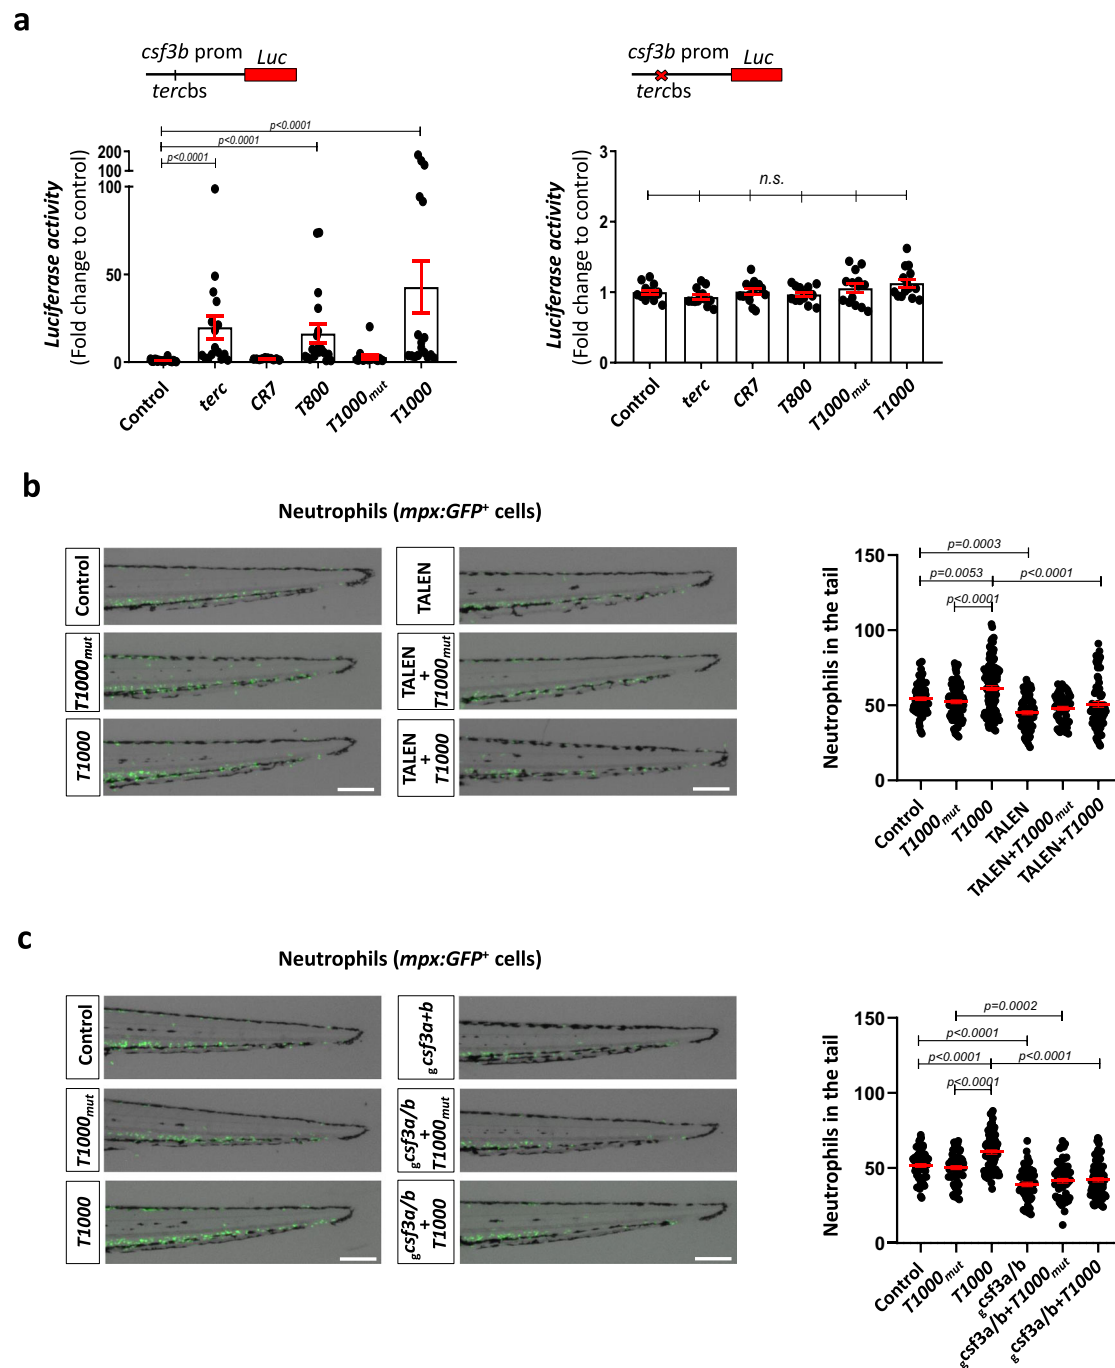 a
csf3b prom Luc
tercbs
csf3b prom Luc
tercbs
Luciferase activity
(Fold change to control)
p<0.0001
p<0.0001
p<0.0001
200
100
100
50
0
Control
terc
CR7
T800
T1000mut
T1000
Luciferase activity
(Fold change to control)
n.s.
3
2
1
0
Control
terc
CR7
T800
T1000mut
T1000
b
Neutrophils (mpx:GFP+ cells)
Control
T1000mut
T1000
TALEN
TALEN
+
T1000mut
TALEN
+
T1000
Neutrophils in the tail
p=0.0003
p=0.0053
p<0.0001
p<0.0001
150
100
50
0
Control
T1000mut
T1000
TALEN
TALEN+T1000mut
TALEN+T1000
c
Neutrophils (mpx:GFP+ cells)
Control
T1000mut
T1000
gcsf3a+b
gcsf3a/b
+
T1000mut
gcsf3a/b
+
T1000
Neutrophils in the tail
p=0.0002
p<0.0001
p<0.0001
p<0.0001
p<0.0001
150
100
50
0
Control
T1000mut
T1000
gcsf3a/b
gcsf3a/b+T1000mut
gcsf3a/b+T1000